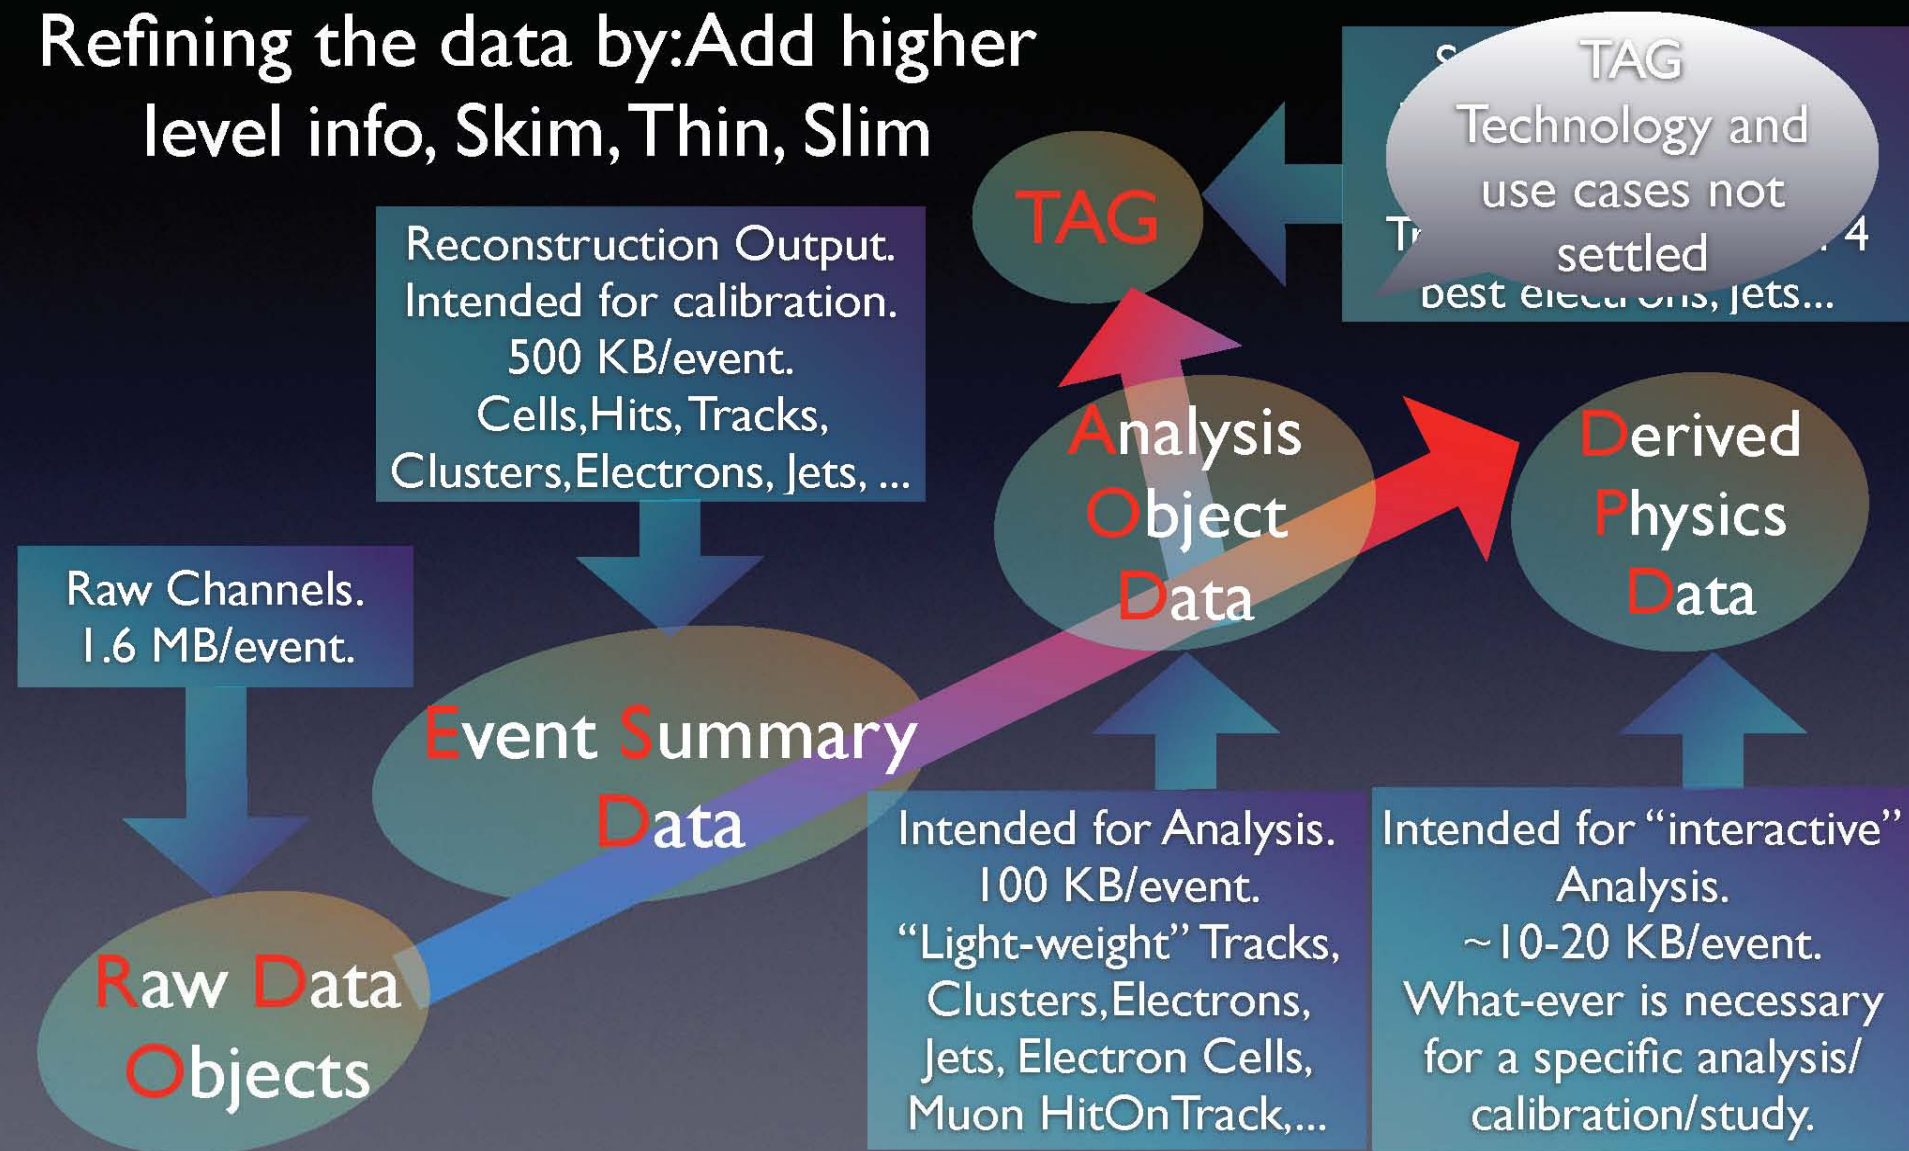 Refining the data by:Add higher
level info, Skim, Thin, Slim
TAG
Technology and
use cases not
settled
4
best electrons, Jets...
TAG
Reconstruction Output.
Intended for calibration.
500 KB/event.
Cells,Hits, Tracks,
Clusters,Electrons, Jets, ...
Analysis
Object
Data
Derived
Physics
Data
Raw Channels.
1.6 MB/event.
Event Summary
Data
Raw Data
Objects
Intended for Analysis.
100 KB/event.
“Light-weight” Tracks,
Clusters,Electrons,
Jets, Electron Cells,
Muon HitOnTrack,...
Intended for “interactive”
Analysis.
~10-20 KB/event.
What-ever is necessary
for a specific analysis/
calibration/study.